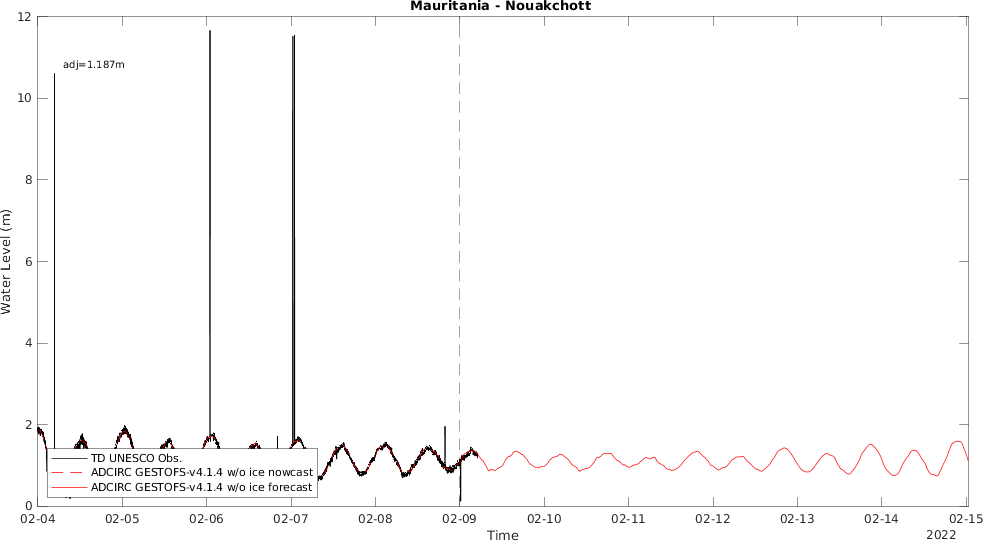 Mauritania - Nouakchott
12
10
8
6
4
2
0
Water Level (m)
adj=1.187m
TD UNESCO Obs.
ADCIRC GESTOFS-v4.1.4 w/o ice nowcast
ADCIRC GESTOFS-v4.1.4 w/o ice forecast
02-04 02-05 02-06 02-07 02-08 02-09 02-10 02-11 02-12 02-13 02-14 02-15
Time
2022